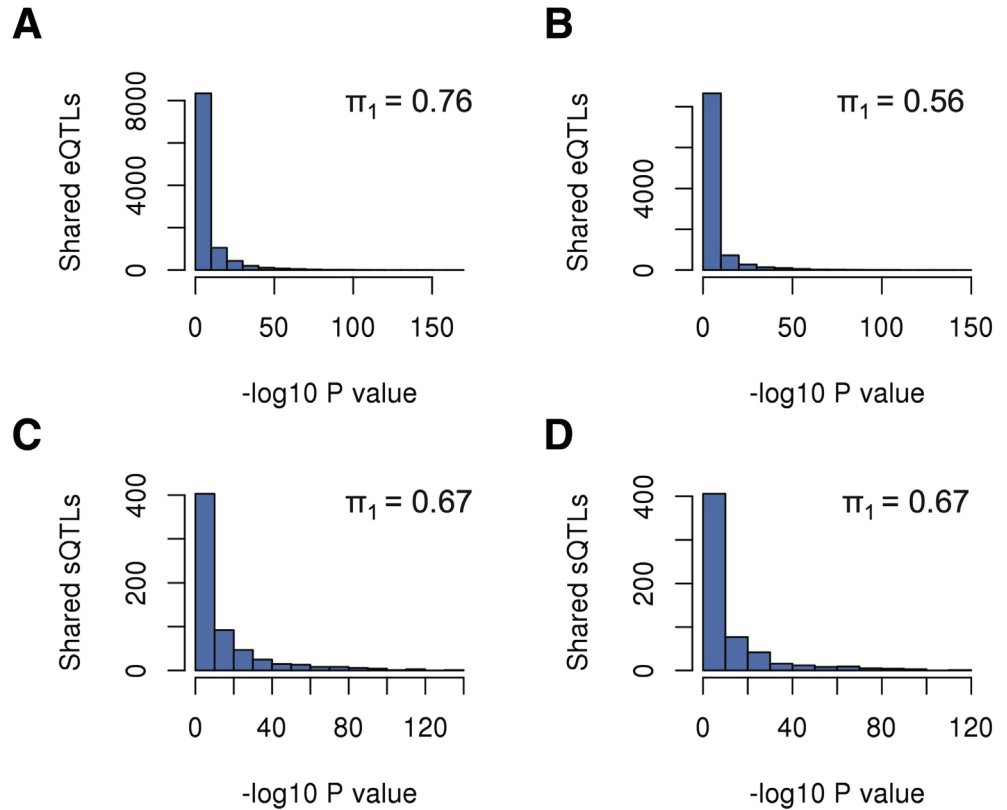 A
Shared eQTLs
8000
4000
0
π1 = 0.76
0 50 100 150
-log10 P value
B
Shared eQTLs
4000
0
π1 = 0.56
0 50 100 150
-log10 P value
C
Shared sQTLs
400
200
0
π1 = 0.67
0 40 80 120
-log10 P value
D
Shared sQTLs
400
200
0
π1 = 0.67
0 40 80 120
-log10 P value